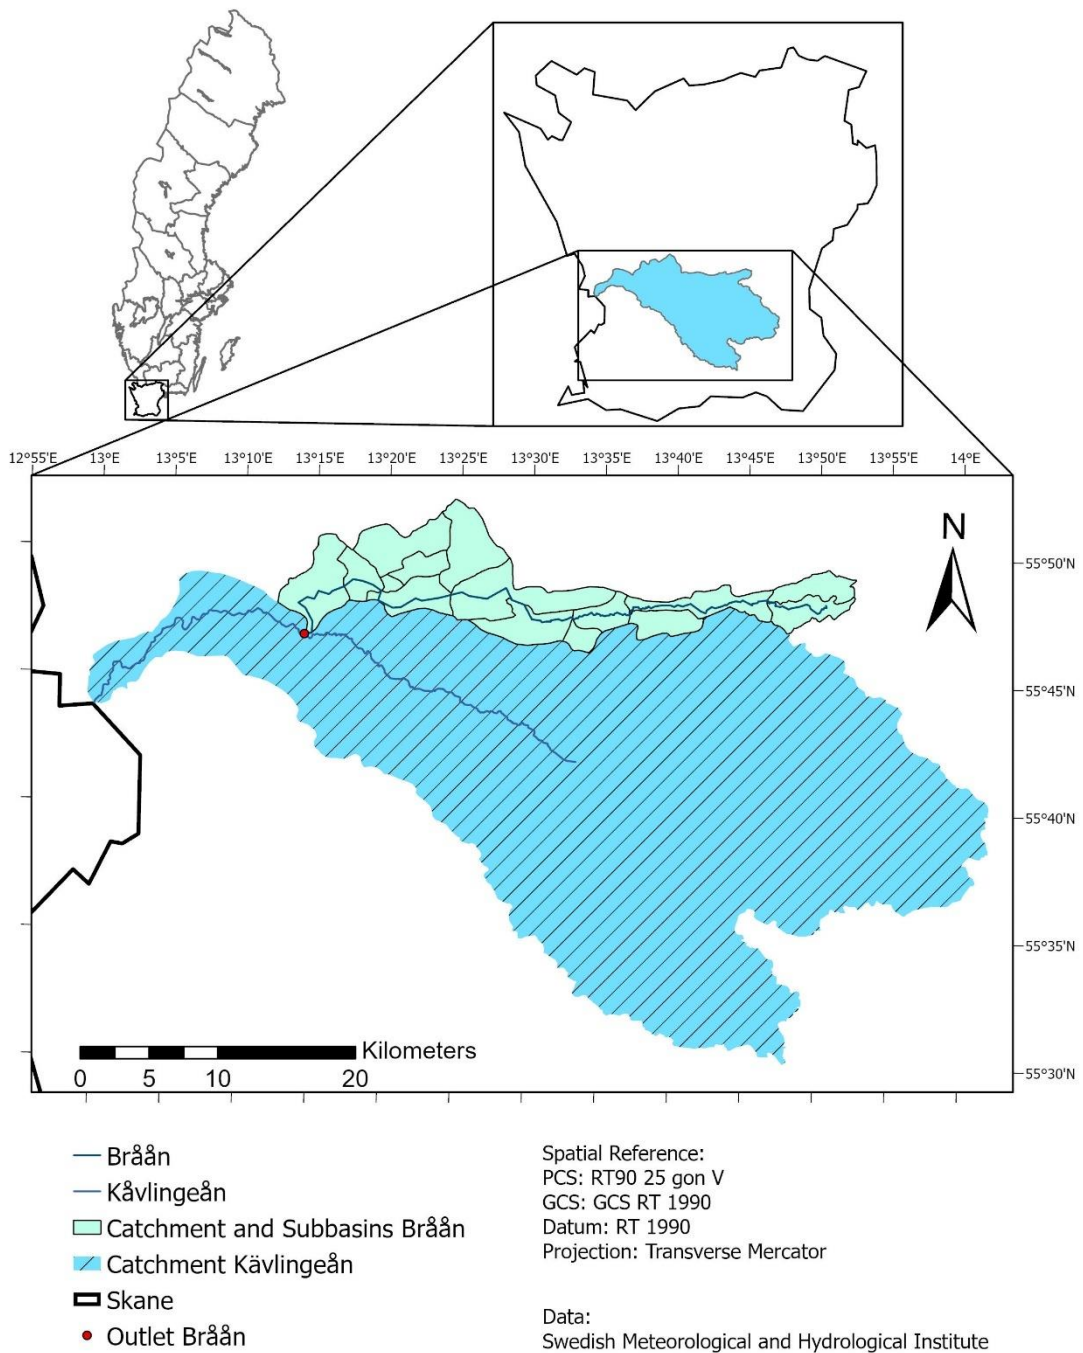 12°55'E 13°E 13°5'E 13°10'E 13°15'E 13°20'E 13°25'E 13°30'E 13°35'E 13°40'E 13°45'E 13°50'E 13°55'E 14°E
N
55°50'N
55°45'N
55°40'N
55°35'N
55°30'N
Kilometers
0 5 10 20
Bråån
Kåvlingeån
Catchment and Subbasins Bråån
Catchment Kävlingeån
Skane
Outlet Bråån
Spatial Reference:
PCS: RT90 25 gon V
GCS: GCS RT 1990
Datum: RT 1990
Projection: Transverse Mercator
Data:
Swedish Meteorological and Hydrological Institute